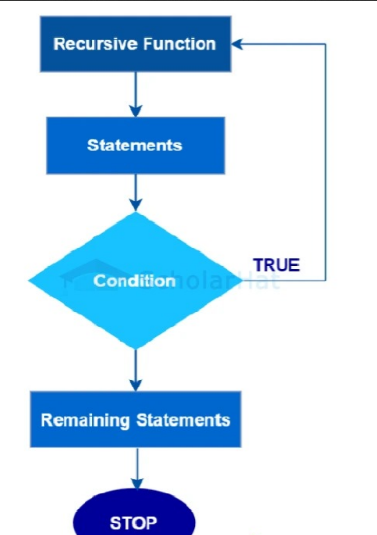 Recursive Function
Statements
Condition
TRUE
Remaining Statements
STOP